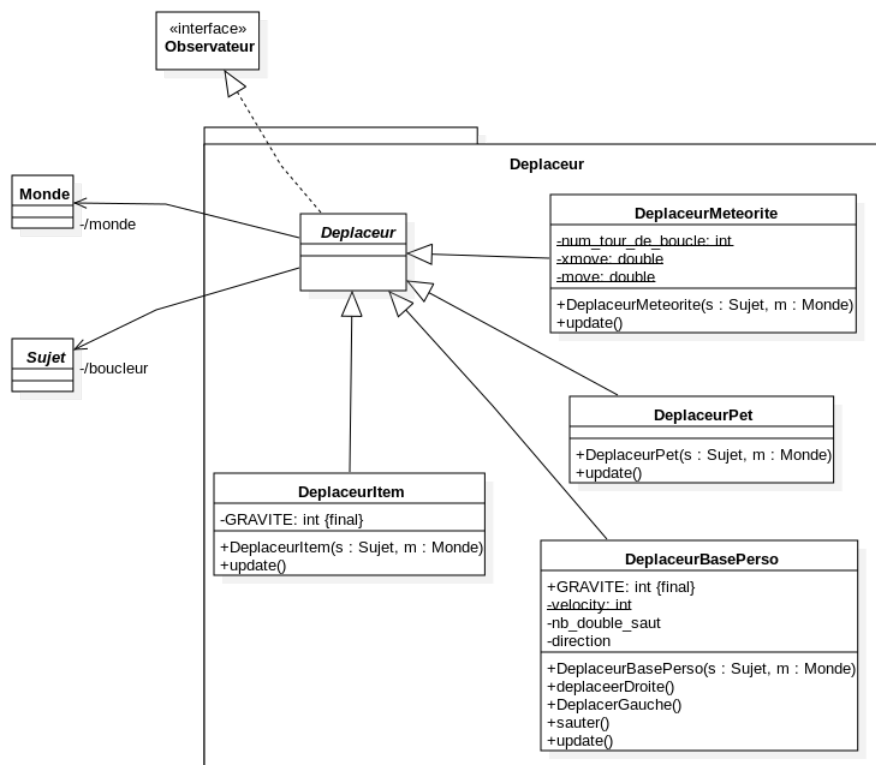 «interface»
Observateur
Deplaceur
Monde
-/monde
Deplaceur
DeplaceurMeteorite
-num_tour_de_boucle: int
-xmove: double
-move: double
+DeplaceurMeteorite(s : Sujet, m : Monde)
+update()
Sujet
-/boucleur
DeplaceurPet
+DeplaceurPet(s : Sujet, m : Monde)
+update()
DeplaceurItem
-GRAVITE: int {final}
+DeplaceurItem(s : Sujet, m : Monde)
+update()
DeplaceurBasePerso
+GRAVITE: int {final}
-velocity: int
-nb_double_saut
-direction
+DeplaceurBasePerso(s : Sujet, m : Monde)
+deplaceerDroite()
+DeplacerGauche()
+sauter()
+update()